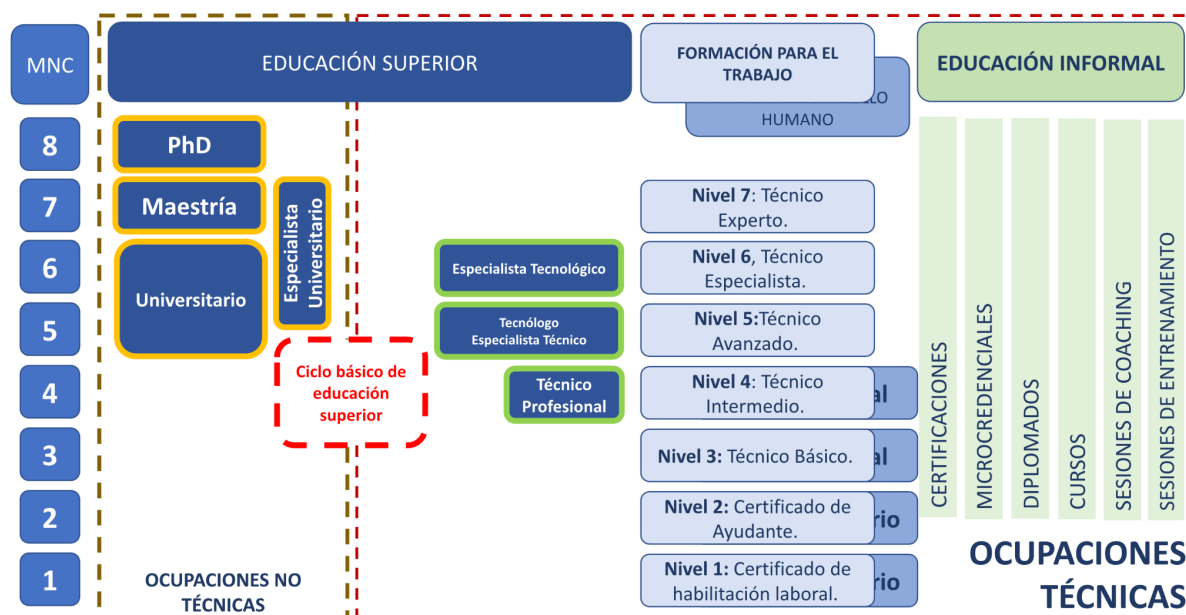 MNC
EDUCACIÓN SUPERIOR
FORMACIÓN PARA EL
TRABAJO
HUMANO
EDUCACIÓN INFORMAL
8
PhD
7
Maestría
Especialista
Universitario
Nivel 7: Técnico
Experto.
6
Universitario
Especialista Tecnológico
Nivel 6, Técnico
Especialista.
5
Tecnólogo
Especialista Técnico
Nivel 5:Técnico
Avanzado.
4
Ciclo básico de
educación
superior
Técnico
Profesional
Nivel 4: Técnico
Intermedio.
3
Nivel 3: Técnico Básico.
2
Nivel 2: Certificado de
Ayudante.
1
Nivel 1: Certificado de
habilitación laboral.
CERTIFICACIONES
MICROCREDENCIALES
DIPLOMADOS
CURSOS
SESIONES DE COACHING
SESIONES DE ENTRENAMIENTO
OCUPACIONES NO
TÉCNICAS
OCUPACIONES
TÉCNICAS